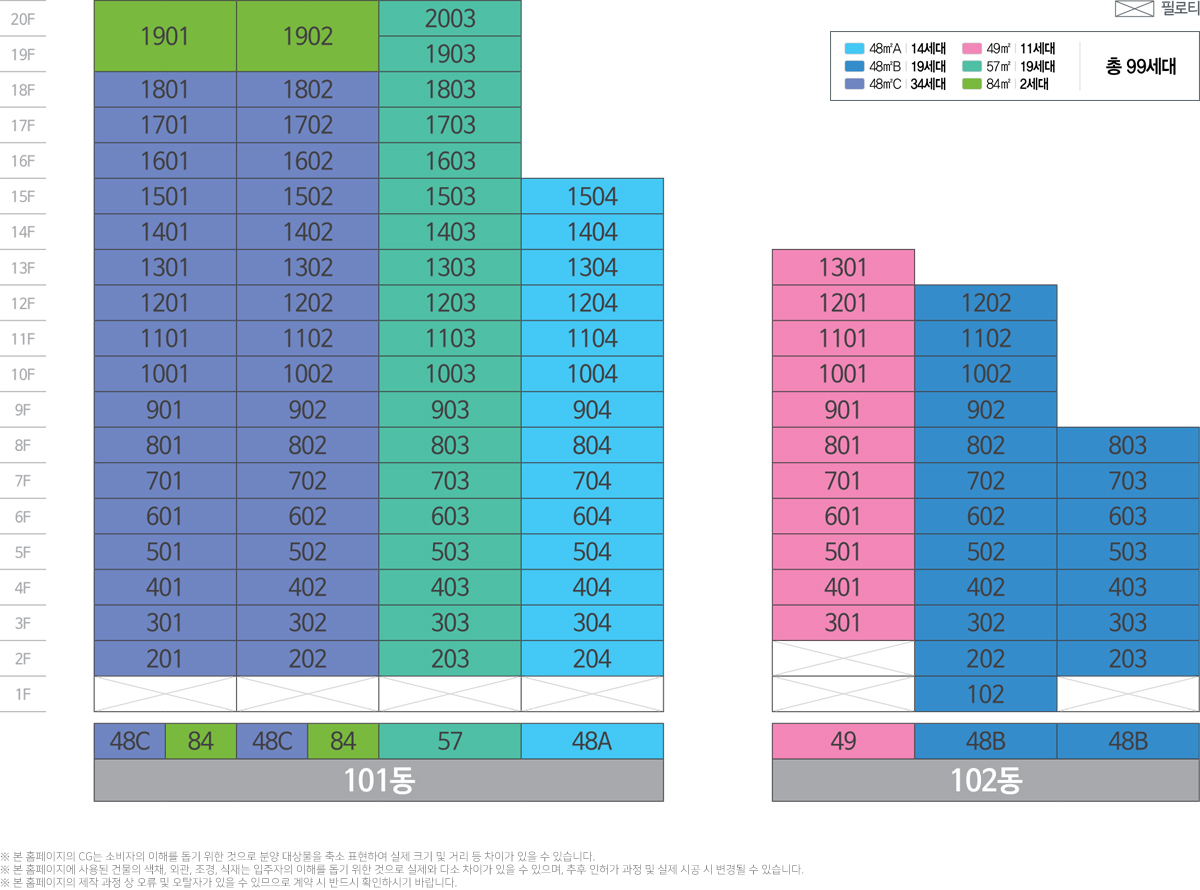 필로티
48㎡A 14세대 49㎡ 11세대
48㎡B 19세대 57㎡ 19세대 총 99세대
48㎡C 34세대 84㎡ 2세대
20F 1901 1902 2003
19F 1903
18F 1801 1802 1803
17F 1701 1702 1703
16F 1601 1602 1603
15F 1501 1502 1503 1504
14F 1401 1402 1403 1404
13F 1301 1302 1303 1304 1301
12F 1201 1202 1203 1204 1201 1202
11F 1101 1102 1103 1104 1101 1102
10F 1001 1002 1003 1004 1001 1002
9F 901 902 903 904 901 902
8F 801 802 803 804 801 802 803
7F 701 702 703 704 701 702 703
6F 601 602 603 604 601 602 603
5F 501 502 503 504 501 502 503
4F 401 402 403 404 401 402 403
3F 301 302 303 304 301 302 303
2F 201 202 203 204 202 203
1F 102
48C 84 48C 84 57 48A 49 48B 48B
101동 102동
※ 본 홈페이지의 CG는 소비자의 이해를 돕기 위한 것으로 분양 대상물을 축소 표현하여 실제 크기 및 거리 등 차이가 있을 수 있습니다.
※ 본 홈페이지에 사용된 건물의 색채, 외관, 조경, 식재는 입주자의 이해를 돕기 위한 것으로 실제와 다소 차이가 있을 수 있으며, 추후 인허가 과정 및 실제 시공 시 변경될 수 있습니다.
※ 본 홈페이지의 제작 과정 상 오류 및 오탈자가 있을 수 있으므로 계약 시 반드시 확인하시기 바랍니다.